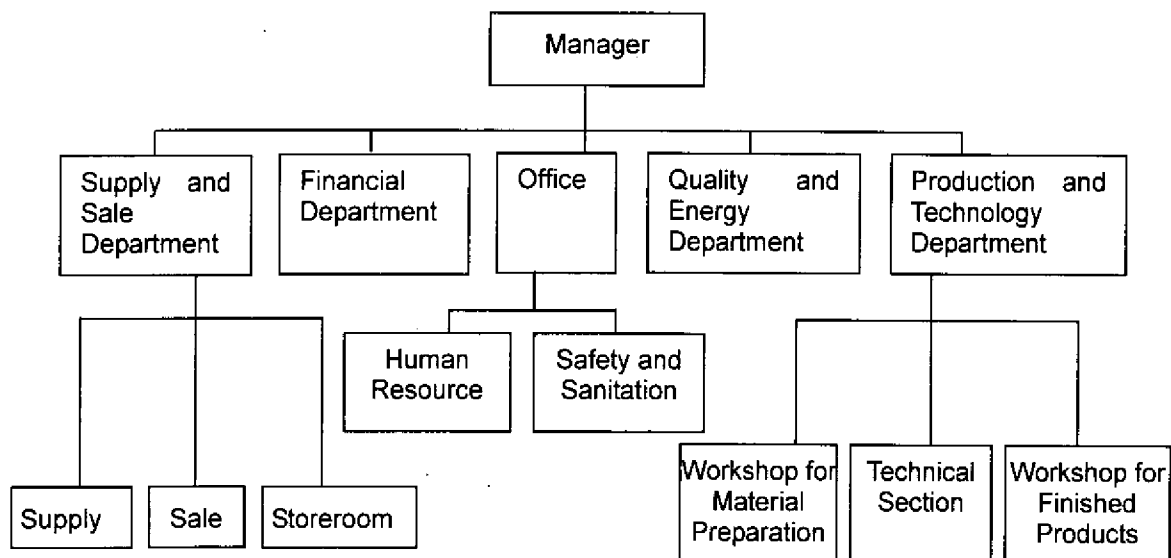 Manager
Supply and
Sale
Department
Financial
Department
Office
Quality and
Energy
Department
Production and
Technology
Department
Human
Resource
Safety and
Sanitation
Supply
Sale
Storeroom
Workshop for
Material
Preparation
Technical
Section
Workshop for
Finished
Products